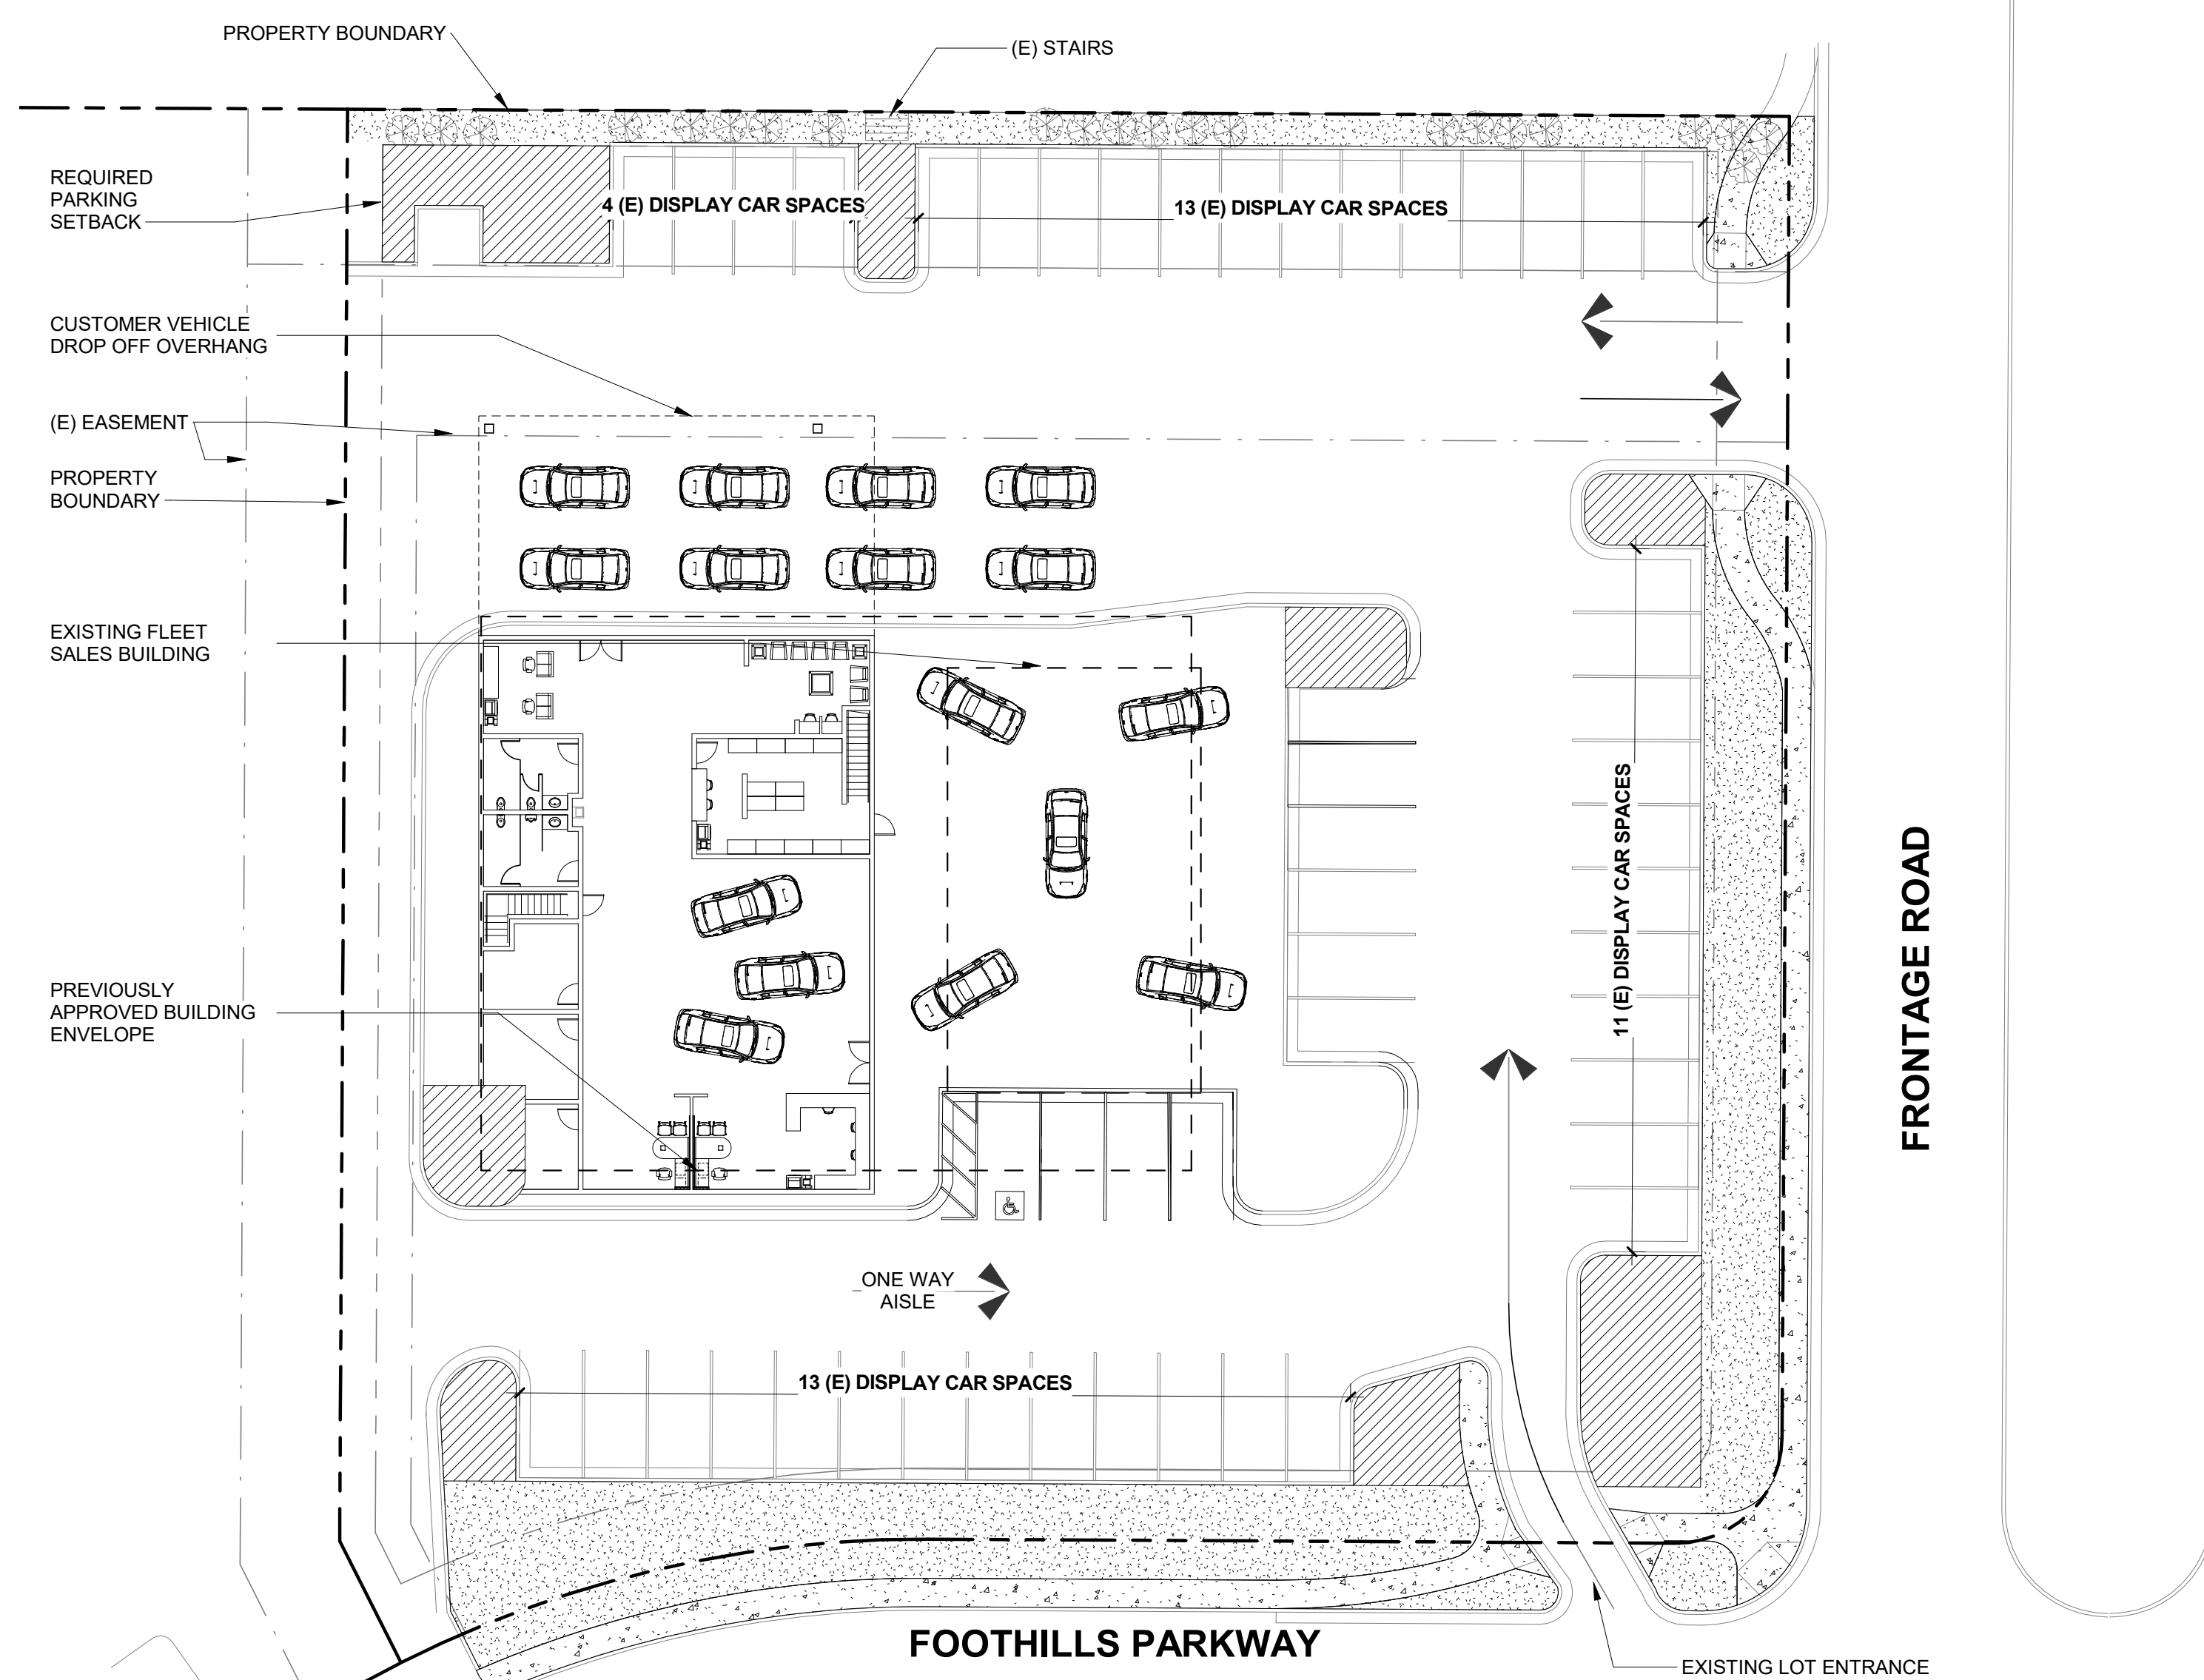 PROPERTY BOUNDARY
(E) STAIRS
REQUIRED
PARKING
SETBACK
4 (E) DISPLAY CAR SPACES
13 (E) DISPLAY CAR SPACES
CUSTOMER VEHICLE
DROP OFF OVERHANG
(E) EASEMENT
PROPERTY
BOUNDARY
EXISTING FLEET
SALES BUILDING
11 (E) DISPLAY CAR SPACES
FRONTAGE ROAD
PREVIOUSLY
APPROVED BUILDING
ENVELOPE
ONE WAY
AISLE
13 (E) DISPLAY CAR SPACES
FOOTHILLS PARKWAY
EXISTING LOT ENTRANCE